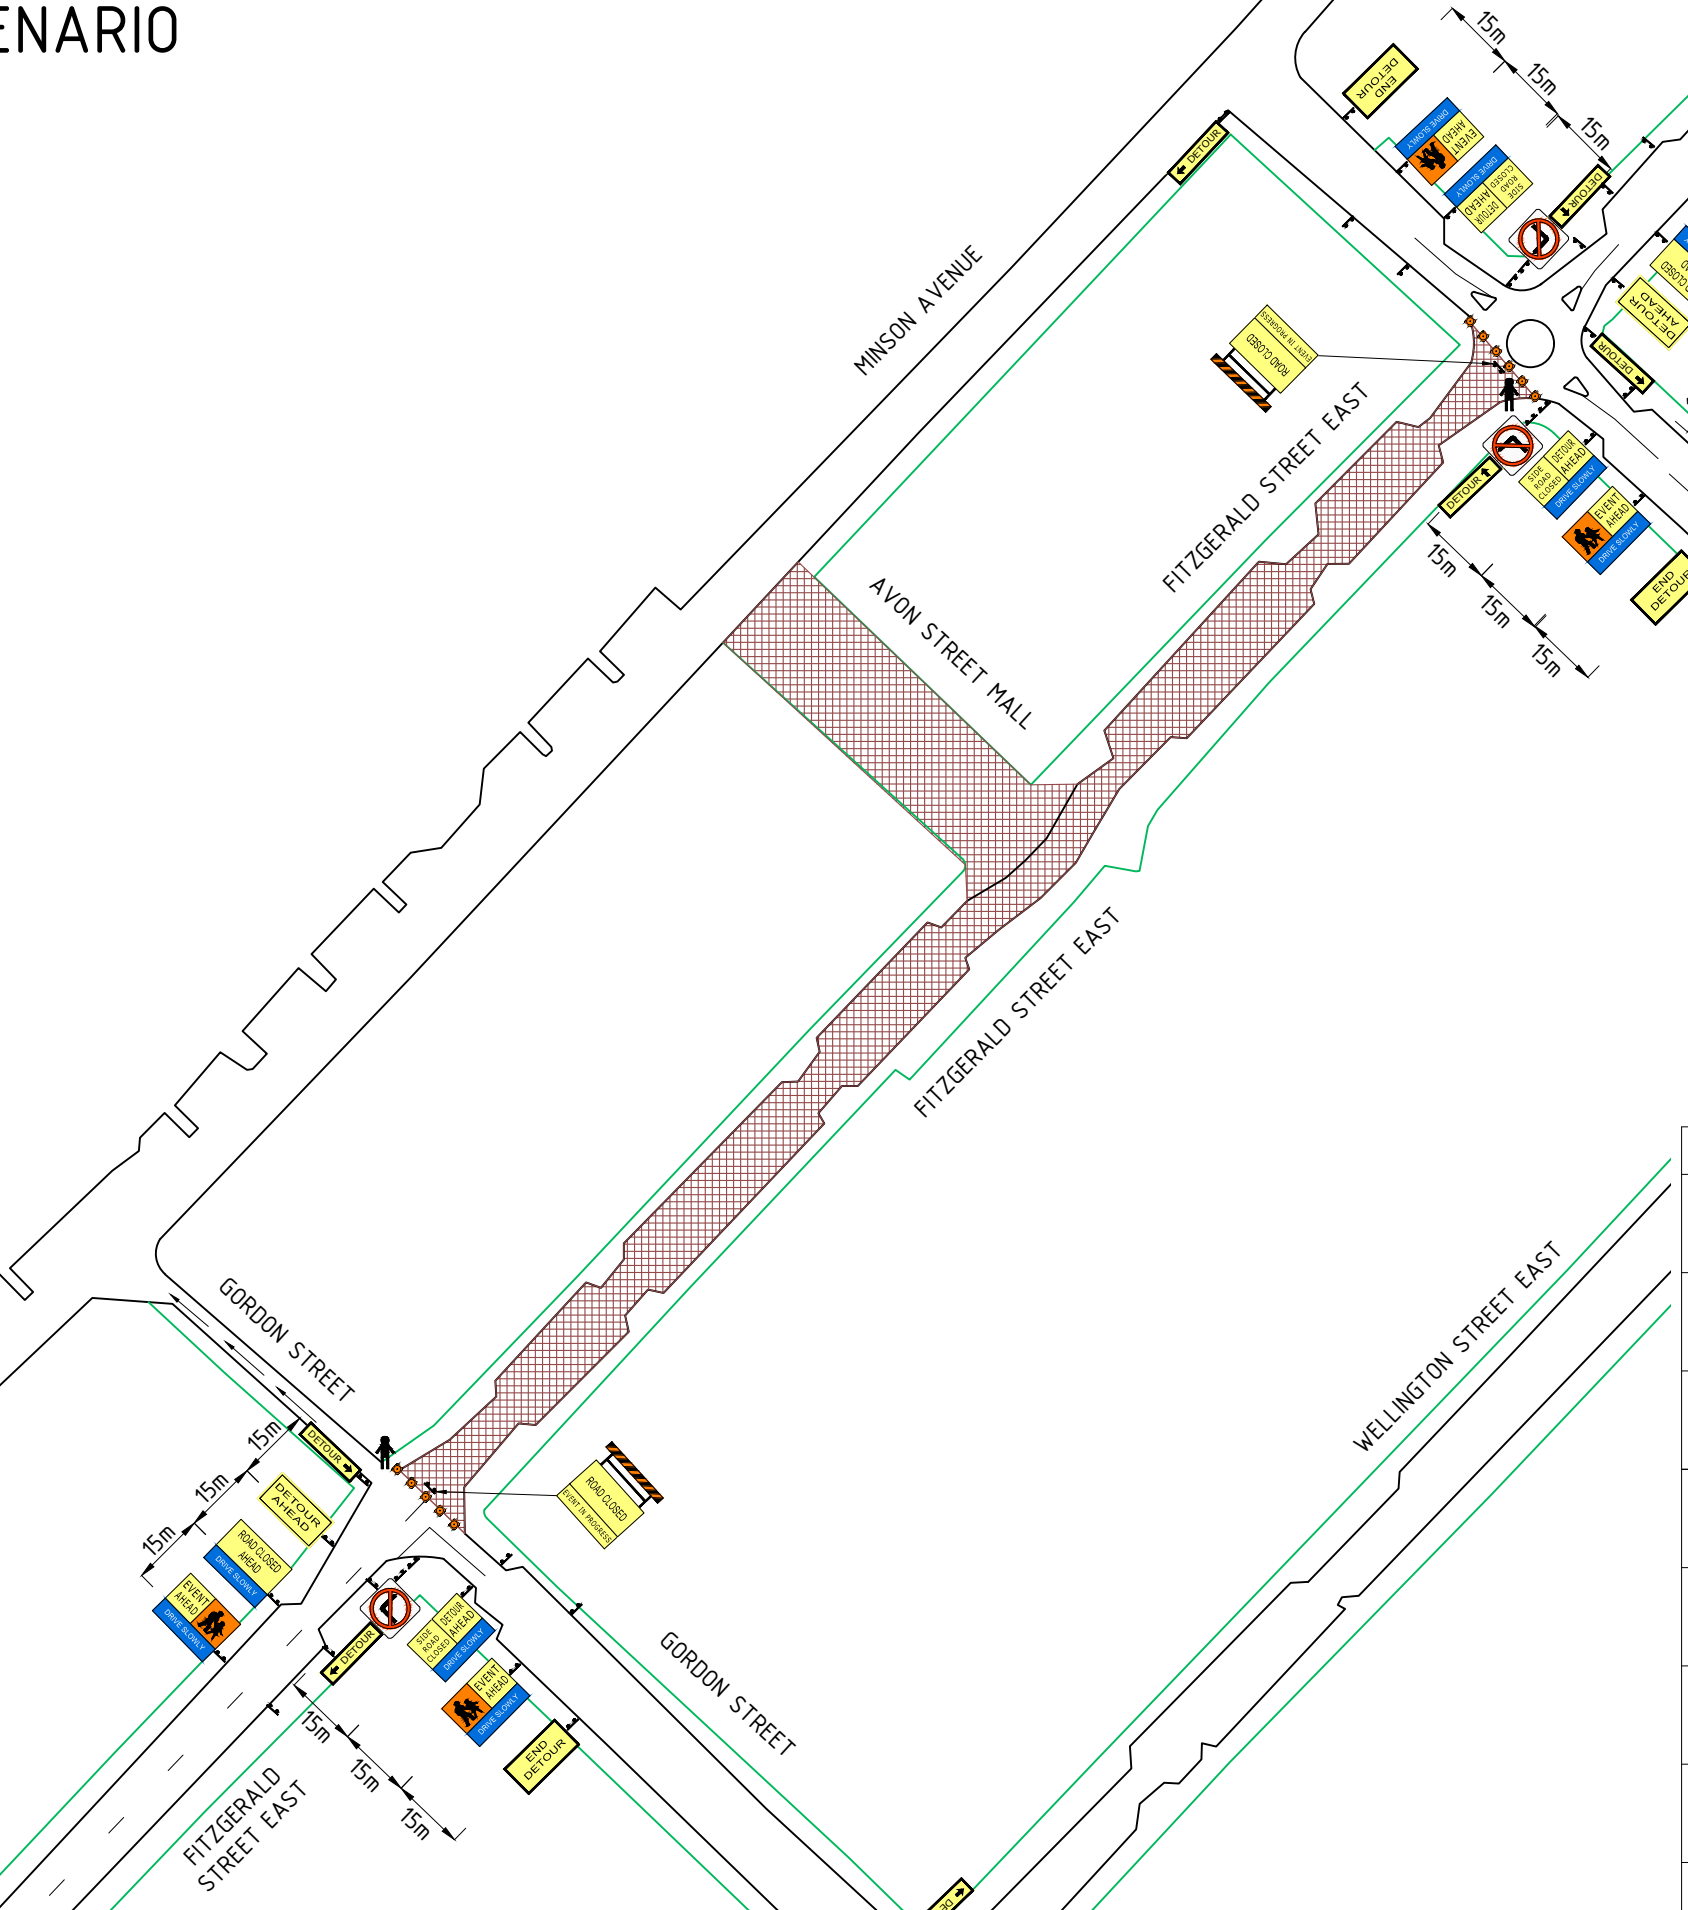 ENARIO
15m
15m
15m
END
DETOUR
DRIVE SLOWLY
EVENT
AHEAD
DRIVE SLOWLY
SIDE
ROAD
CLOSED
DETOUR
AHEAD
DETOUR
DETOUR
MINSON AVENUE
CLOSED
DETOUR
AHEAD
DETOUR
ROAD CLOSED
EVENT IN PROGRESS
FITZGERALD STREET EAST
DETOUR
SIDE
ROAD
CLOSED
DETOUR
AHEAD
DRIVE SLOWLY
EVENT
AHEAD
DRIVE SLOWLY
END
DETOUR
15m
15m
15m
AVON STREET MALL
FITZGERALD STREET EAST
WELLINGTON STREET EAST
GORDON STREET
15m
15m
15m
DETOUR
DETOUR
AHEAD
ROAD CLOSED
AHEAD
DRIVE SLOWLY
EVENT
AHEAD
DRIVE SLOWLY
ROAD CLOSED
EVENT IN PROGRESS
DETOUR
SIDE
ROAD
CLOSED
DETOUR
AHEAD
DRIVE SLOWLY
EVENT
AHEAD
DRIVE SLOWLY
END
DETOUR
15m
15m
15m
GORDON STREET
FITZGERALD
STREET EAST
DE